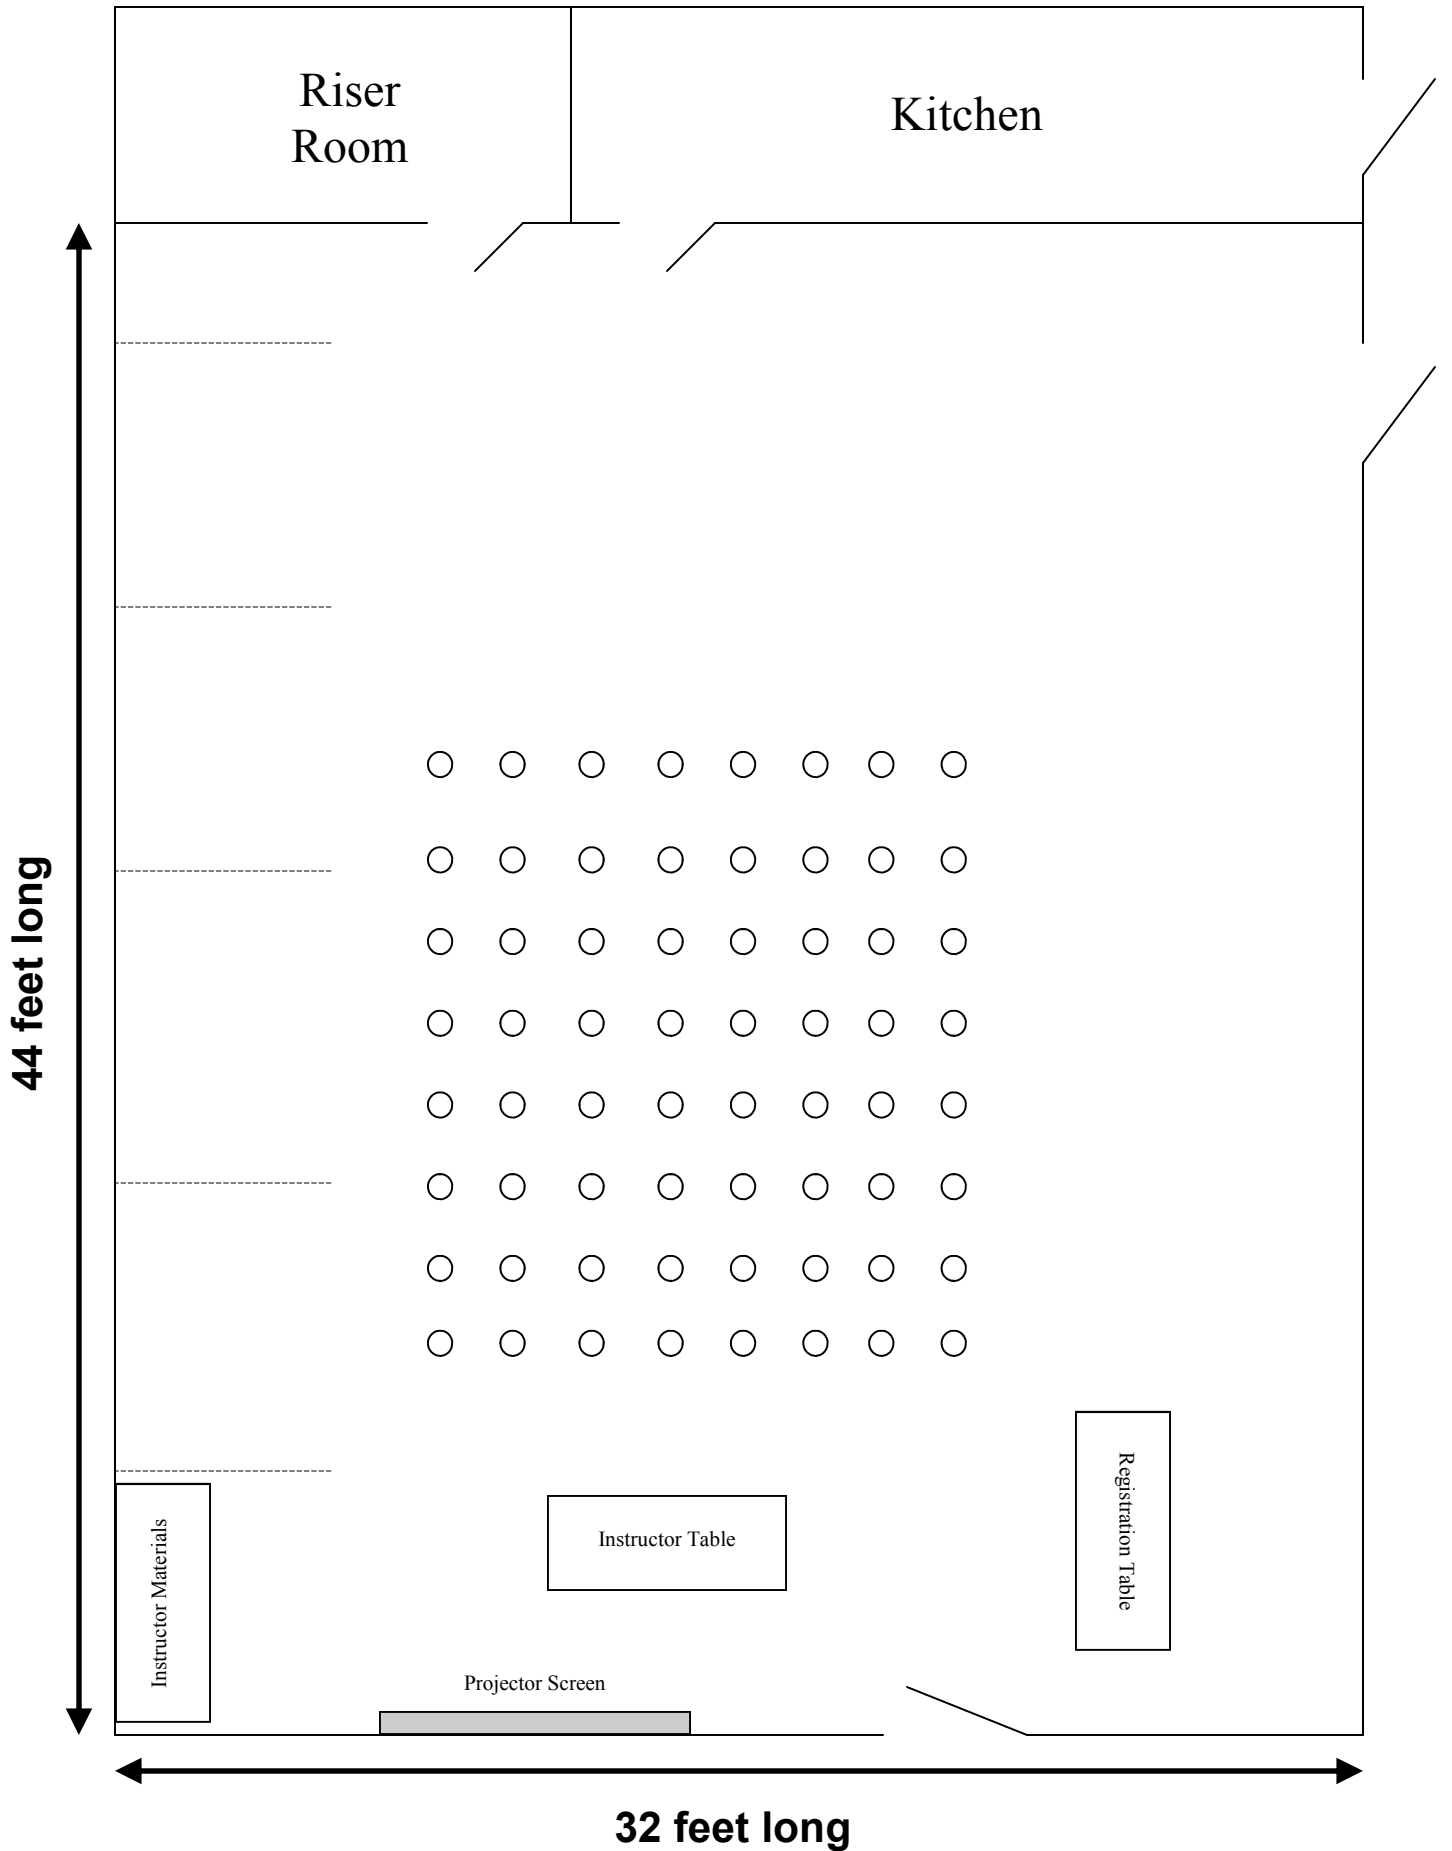 Riser
Room
Kitchen
44 feet long
Instructor Materials
Instructor Table
Registration Table
Projector Screen
32 feet long